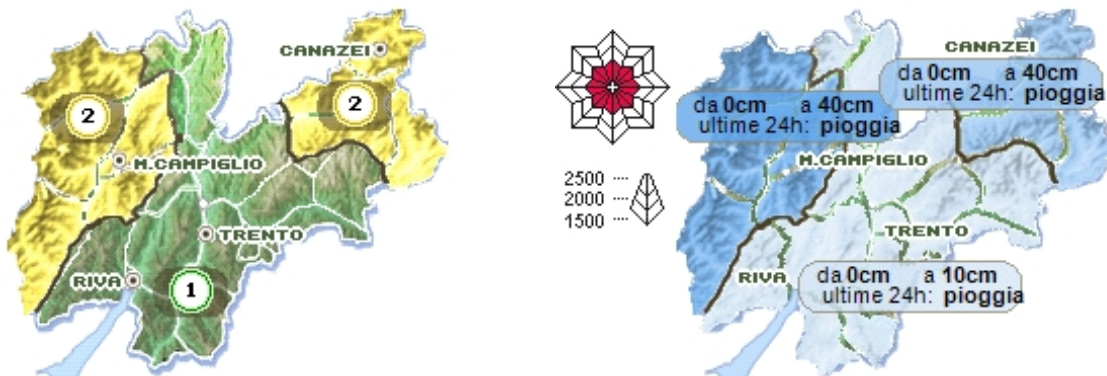 CANAZEI
2
2
M.CAMPIGLIO
TRENTO
RIVA
1
2500
2000
1500
CANAZEI
da 0cm a 40cm
ultime 24h: pioggia
da 0cm a 40cm
ultime 24h: pioggia
M.CAMPIGLIO
TRENTO
RIVA
da 0cm a 10cm
ultime 24h: pioggia